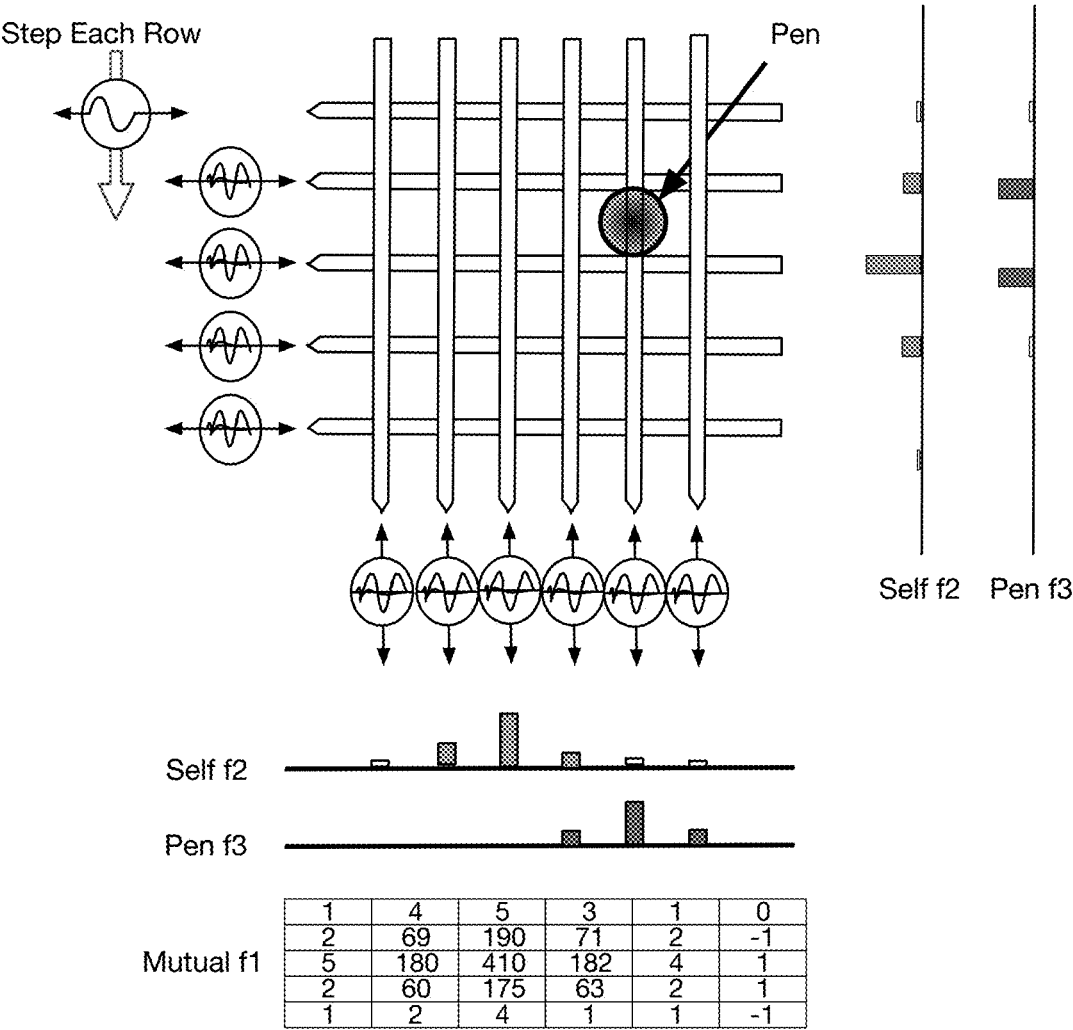 Step Each Row
Pen
Self f2 Pen f3
Self f2
Pen f3
Mutual f1
1 4 5 3 1 0
2 69 190 71 2 -1
5 180 410 182 4 1
2 60 175 63 2 1
1 2 4 1 1 -1